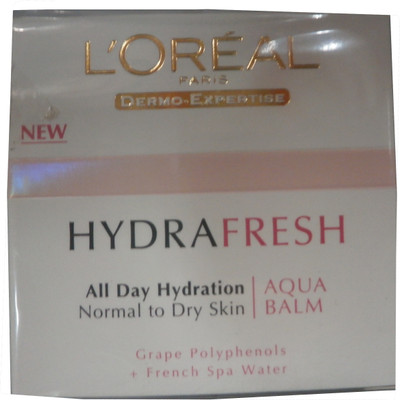 L'ORÉAL
PARIS
DERMO-EXPERTISE
NEW
HYDRAFRESH
All Day Hydration
Normal to Dry Skin
AQUA
BALM
Grape Polyphenols
+ French Spa Water